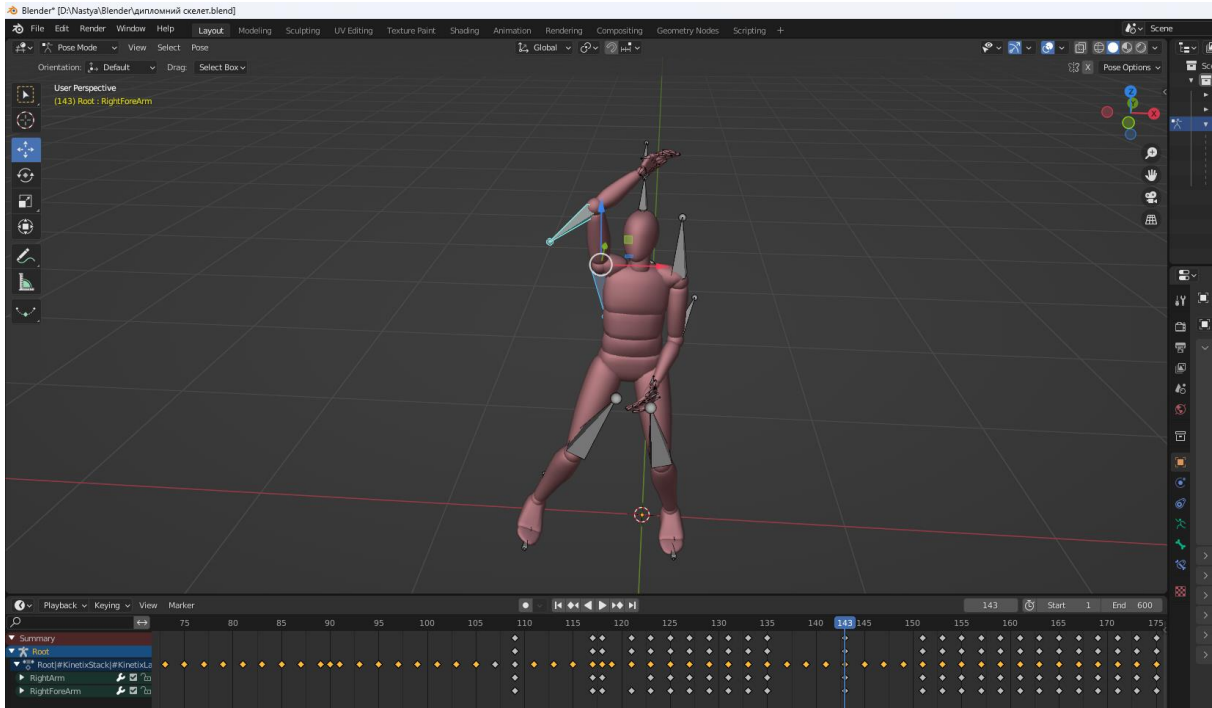 Blender* [D:\Nastya\Blender\дипломний скелет.blend]
File Edit Render Window Help Layout Modeling Sculpting UV Editing Texture Paint Shading Animation Rendering Compositing Geometry Nodes Scripting + Scene
Pose Mode View Select Pose Global
Orientation: Default Drag: Select Box X Pose Options
User Perspective
(143) Root : RightForeArm
Z
Y
X
Playback Keying View Marker 143 Start 1 End 600
75 80 85 90 95 100 105 110 115 120 125 130 135 140 143 150 155 160 165 170 175
Summary
Root
Root|#KinetixStack|#KinetixLa
RightArm
RightForeArm